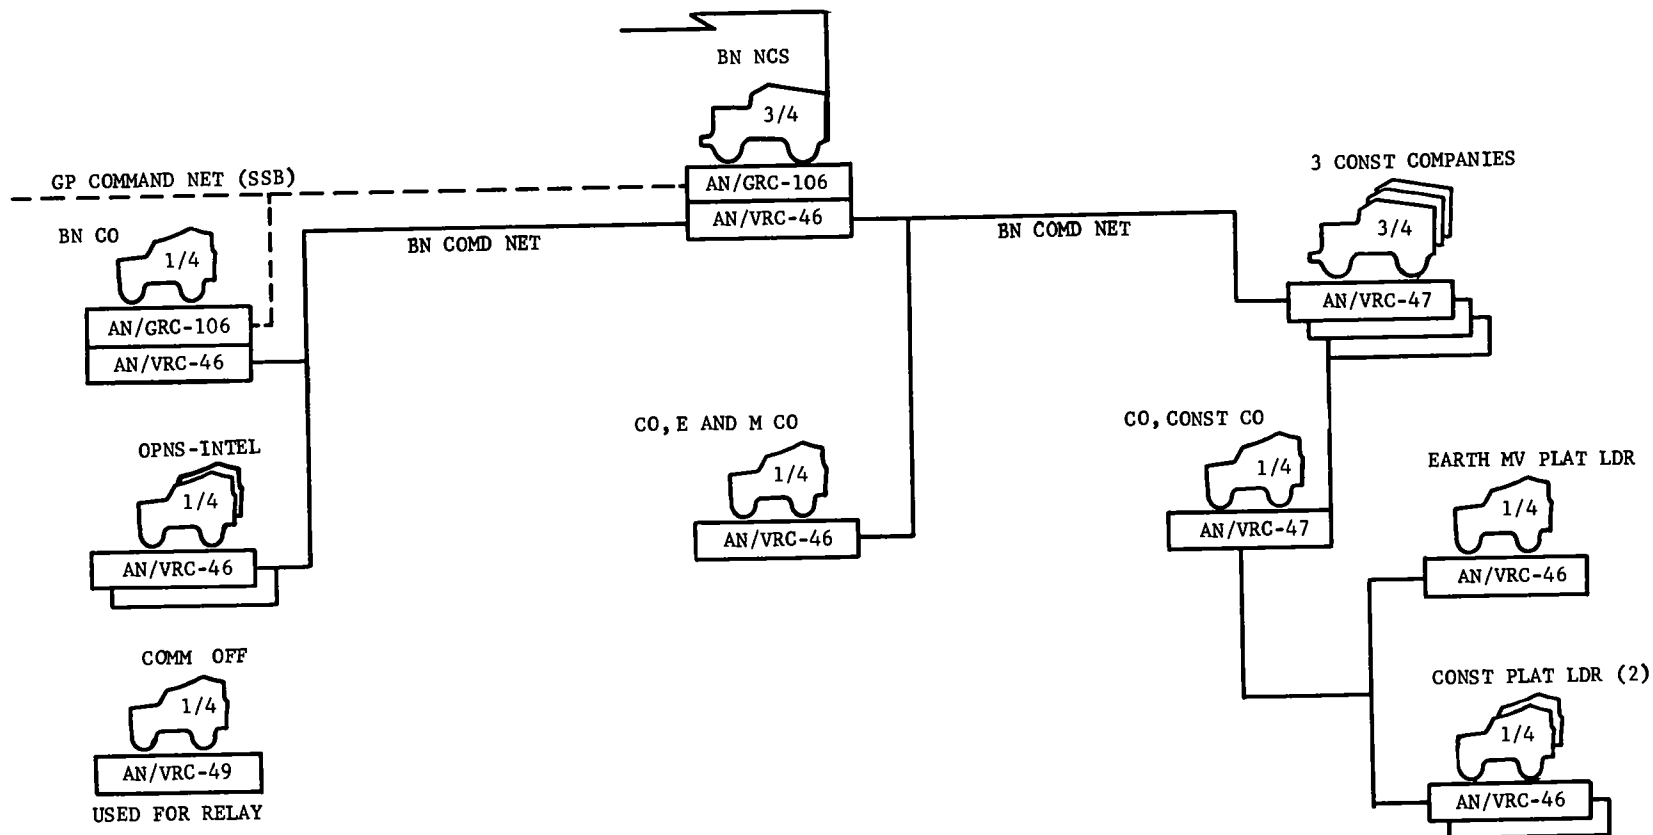 BN NCS
3/4
AN/GRC-106
AN/VRC-46
GP COMMAND NET (SSB)
BN COMD NET
BN COMD NET
3 CONST COMPANIES
3/4
AN/VRC-47
BN CO
1/4
AN/GRC-106
AN/VRC-46
OPNS-INTEL
1/4
AN/VRC-46
COMM OFF
1/4
AN/VRC-49
USED FOR RELAY
CO, E AND M CO
1/4
AN/VRC-46
CO, CONST CO
1/4
AN/VRC-47
EARTH MV PLAT LDR
1/4
AN/VRC-46
CONST PLAT LDR (2)
1/4
AN/VRC-46